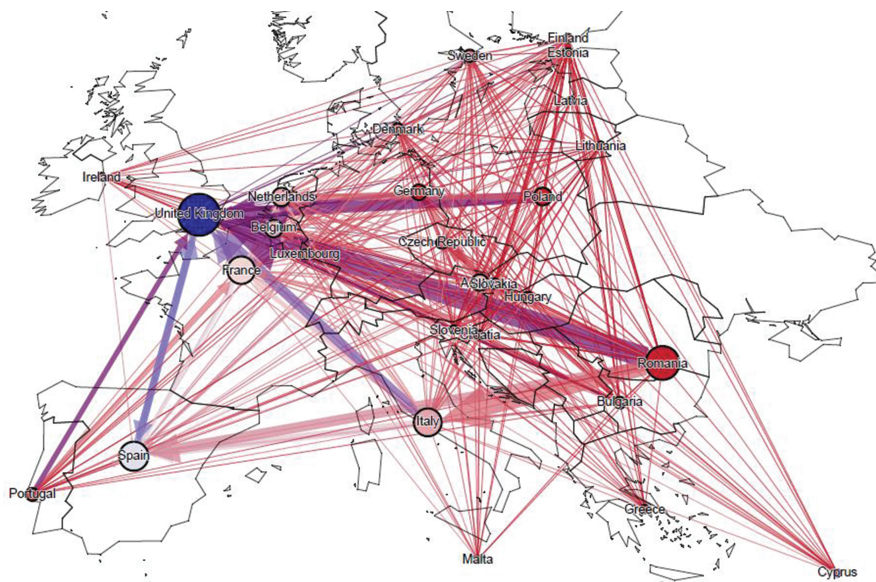 Finland
Estonia
Sweden
Latvia
Denmark
Lithuania
Ireland
Netherlands
Germany
Poland
United Kingdom
Belgium
Czech Republic
Luxembourg
France
Slovakia
Hungary
Slovenia
Croatia
Romania
Bulgaria
Italy
Spain
Portugal
Greece
Malta
Cyprus